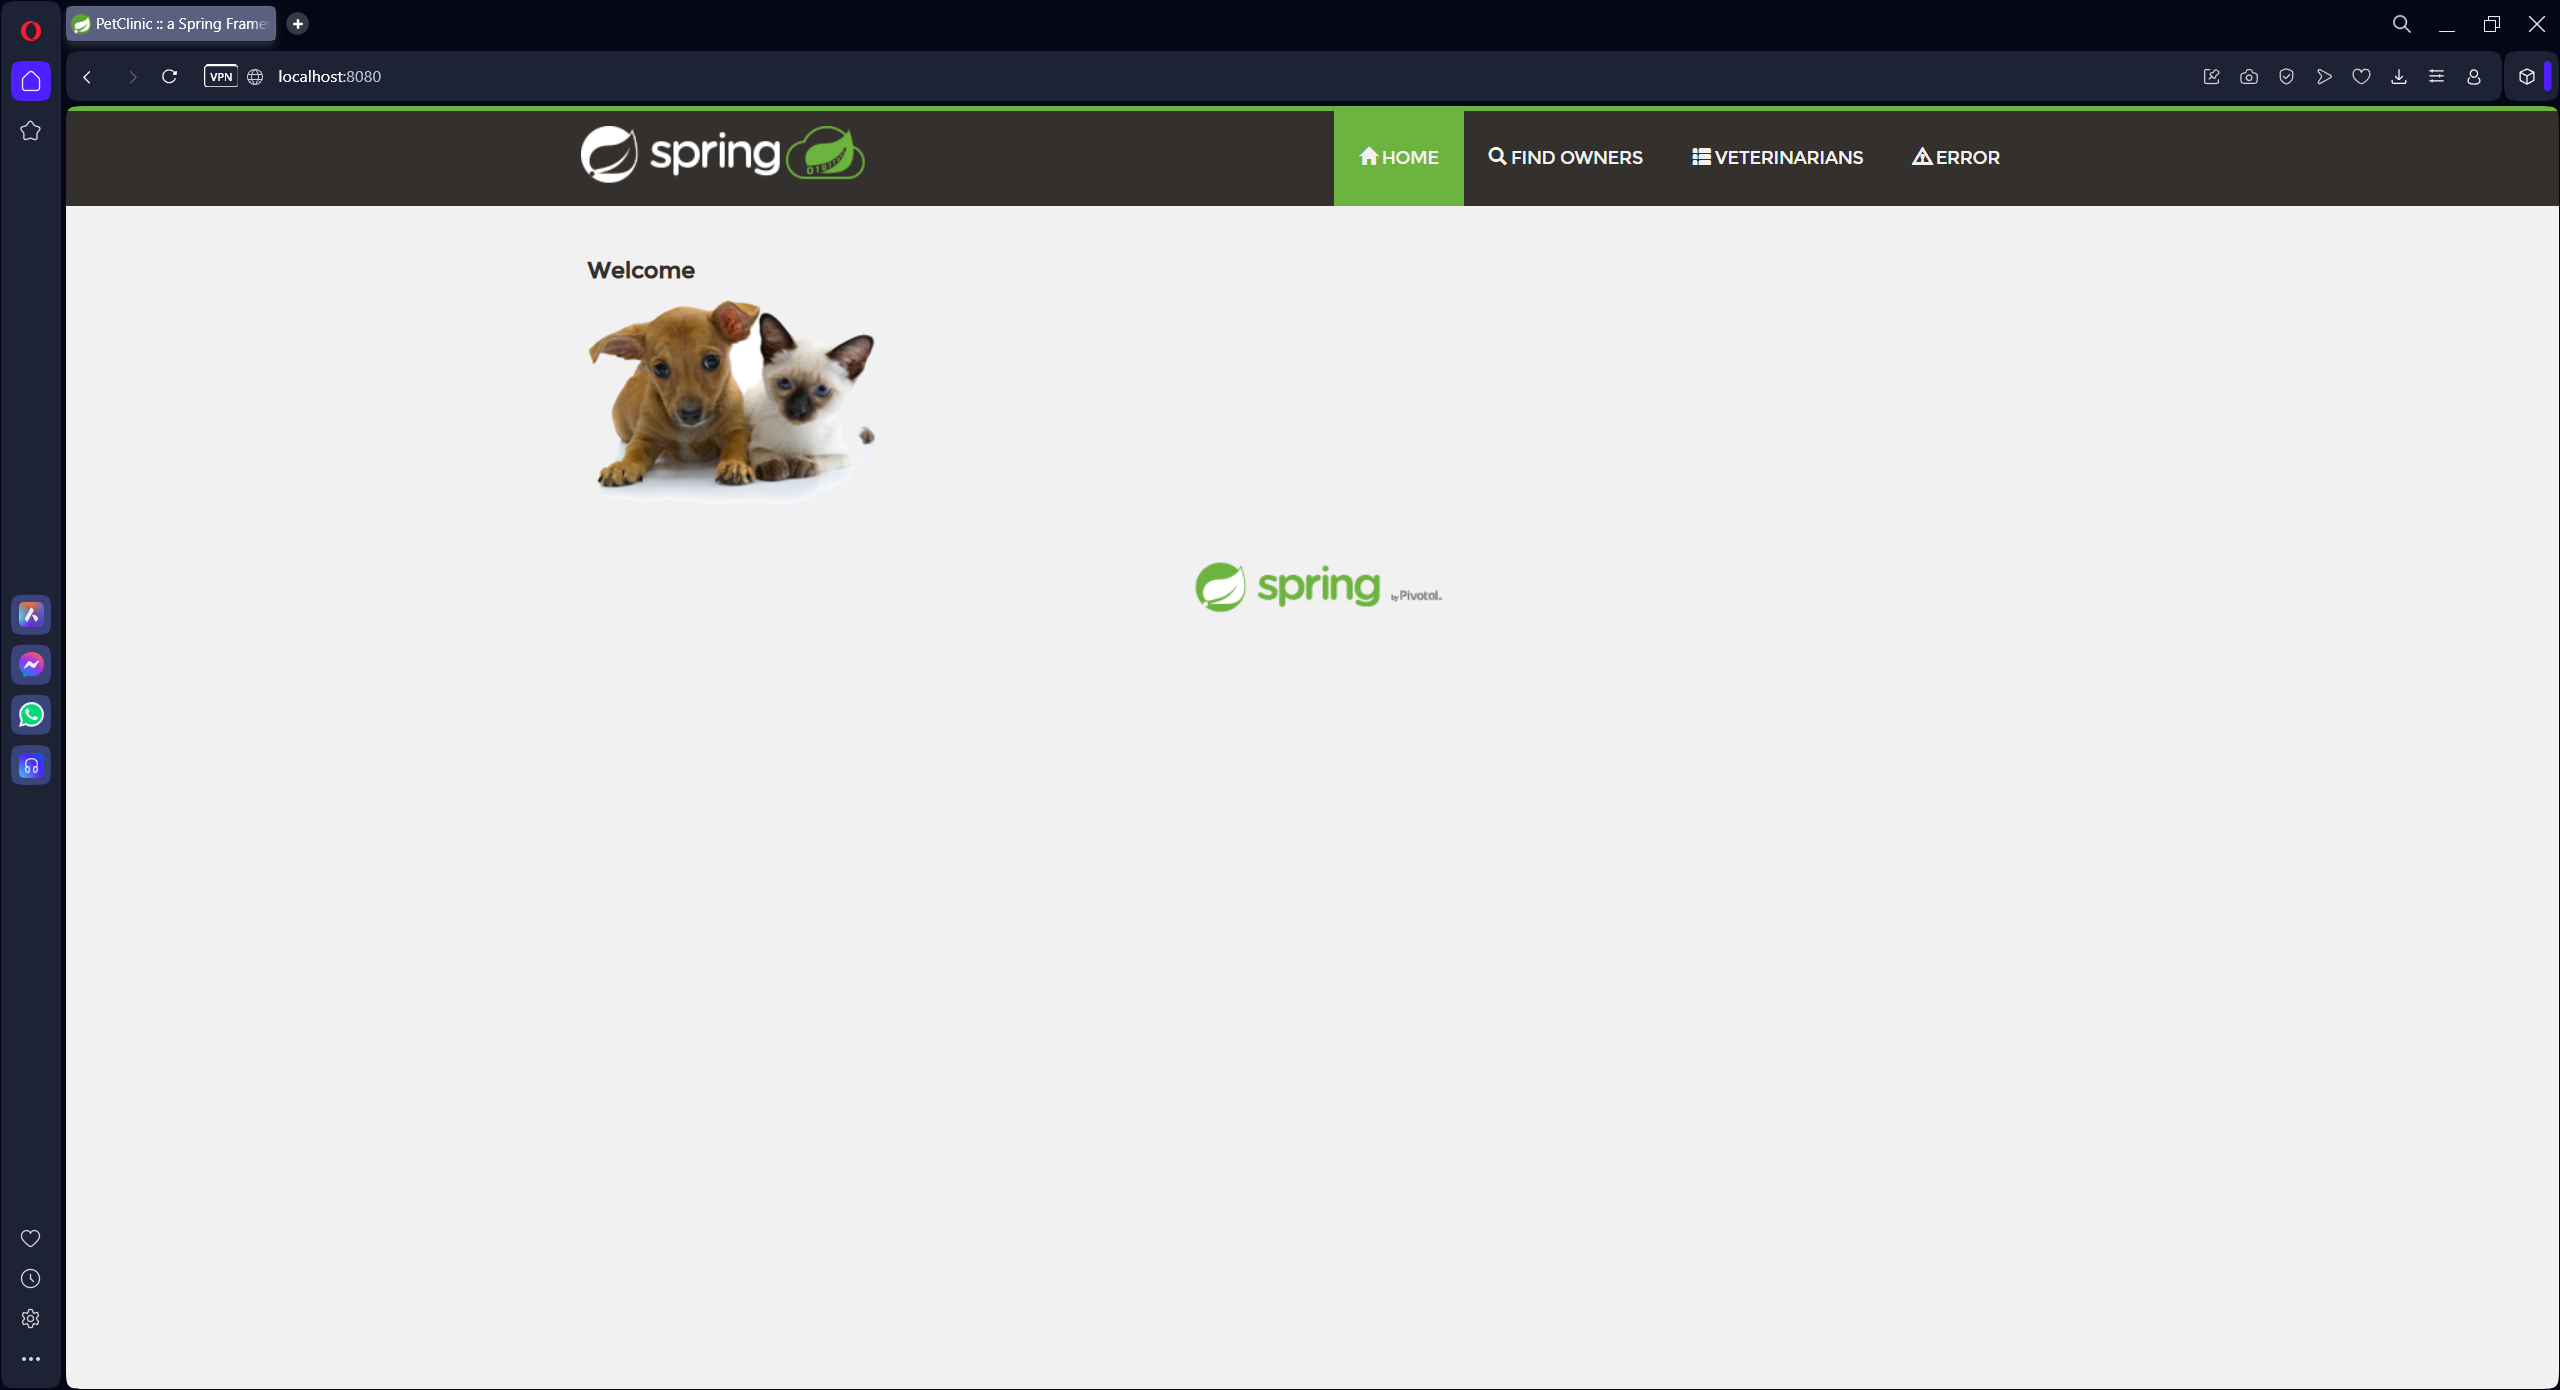 PetClinic :: a Spring Frame
VPN
localhost:8080
spring
HOME
FIND OWNERS
VETERINARIANS
ERROR
Welcome
spring by Pivotal